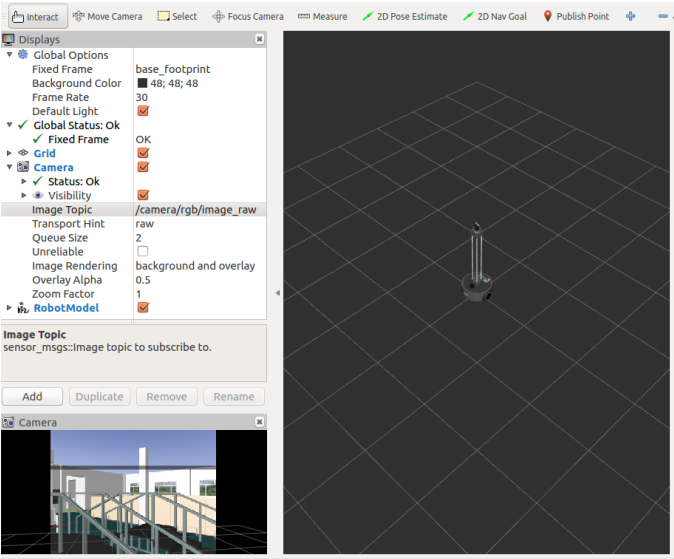 Interact Move Camera Select Focus Camera Measure 2D Pose Estimate 2D Nav Goal Publish Point
Displays
Global Options
Fixed Frame base_footprint
Background Color 48; 48; 48
Frame Rate 30
Default Light
Global Status: Ok
Fixed Frame OK
Grid
Camera
Status: Ok
Visibility
Image Topic /camera/rgb/image_raw
Transport Hint raw
Queue Size 2
Unreliable
Image Rendering background and overlay
Overlay Alpha 0.5
Zoom Factor 1
RobotModel
Image Topic
sensor_msgs::Image topic to subscribe to.
Add Duplicate Remove Rename
Camera